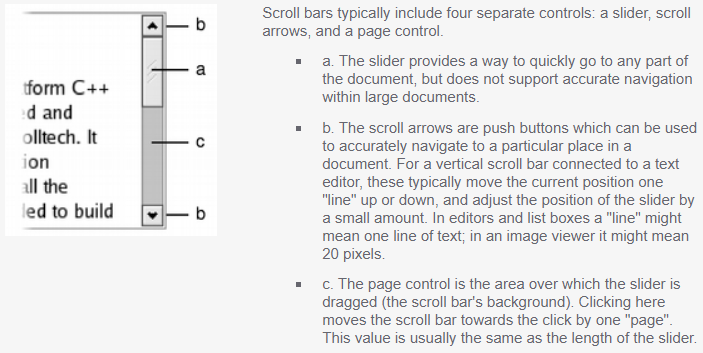 Scroll bars typically include four separate controls: a slider, scroll
arrows, and a page control.
a. The slider provides a way to quickly go to any part of
the document, but does not support accurate navigation
within large documents.
b. The scroll arrows are push buttons which can be used
to accurately navigate to a particular place in a
document. For a vertical scroll bar connected to a text
editor, these typically move the current position one
"line" up or down, and adjust the position of the slider by
a small amount. In editors and list boxes a "line" might
mean one line of text; in an image viewer it might mean
20 pixels.
c. The page control is the area over which the slider is
dragged (the scroll bar's background). Clicking here
moves the scroll bar towards the click by one "page".
This value is usually the same as the length of the slider.
b
a
tform C++
d and
olltech. It
c
ion
all the
led to build
b